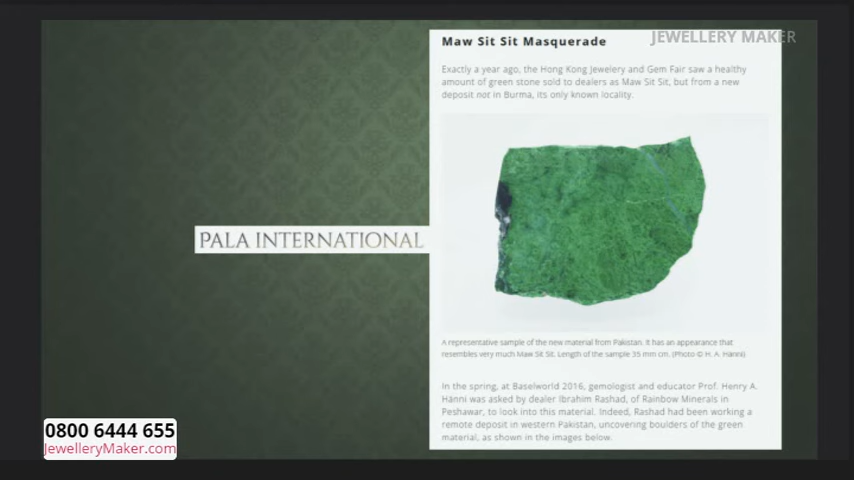 JEWELLERY MAKER
Maw Sit Sit Masquerade
Exactly a year ago, the Hong Kong Jewelery and Gem Fair saw a healthy
amount of green stone sold to dealers as Maw Sit Sit, but from a new
deposit not in Burma, its only known locality.
PALA INTERNATIONAL
A representative sample of the new material from Pakistan. It has an appearance that
resembles very much Maw Sit Sit. Length of the sample 35 mm cm. (Photo © H. A. Hänni)
In the spring, at Baselworld 2016, gemologist and educator Prof. Henry A.
Hänni was asked by dealer Ibrahim Rashad, of Rainbow Minerals in
Peshawar, to look into this material. Indeed, Rashad had been working a
remote deposit in western Pakistan, uncovering boulders of the green
material, as shown in the images below.
0800 6444 655
JewelleryMaker.com